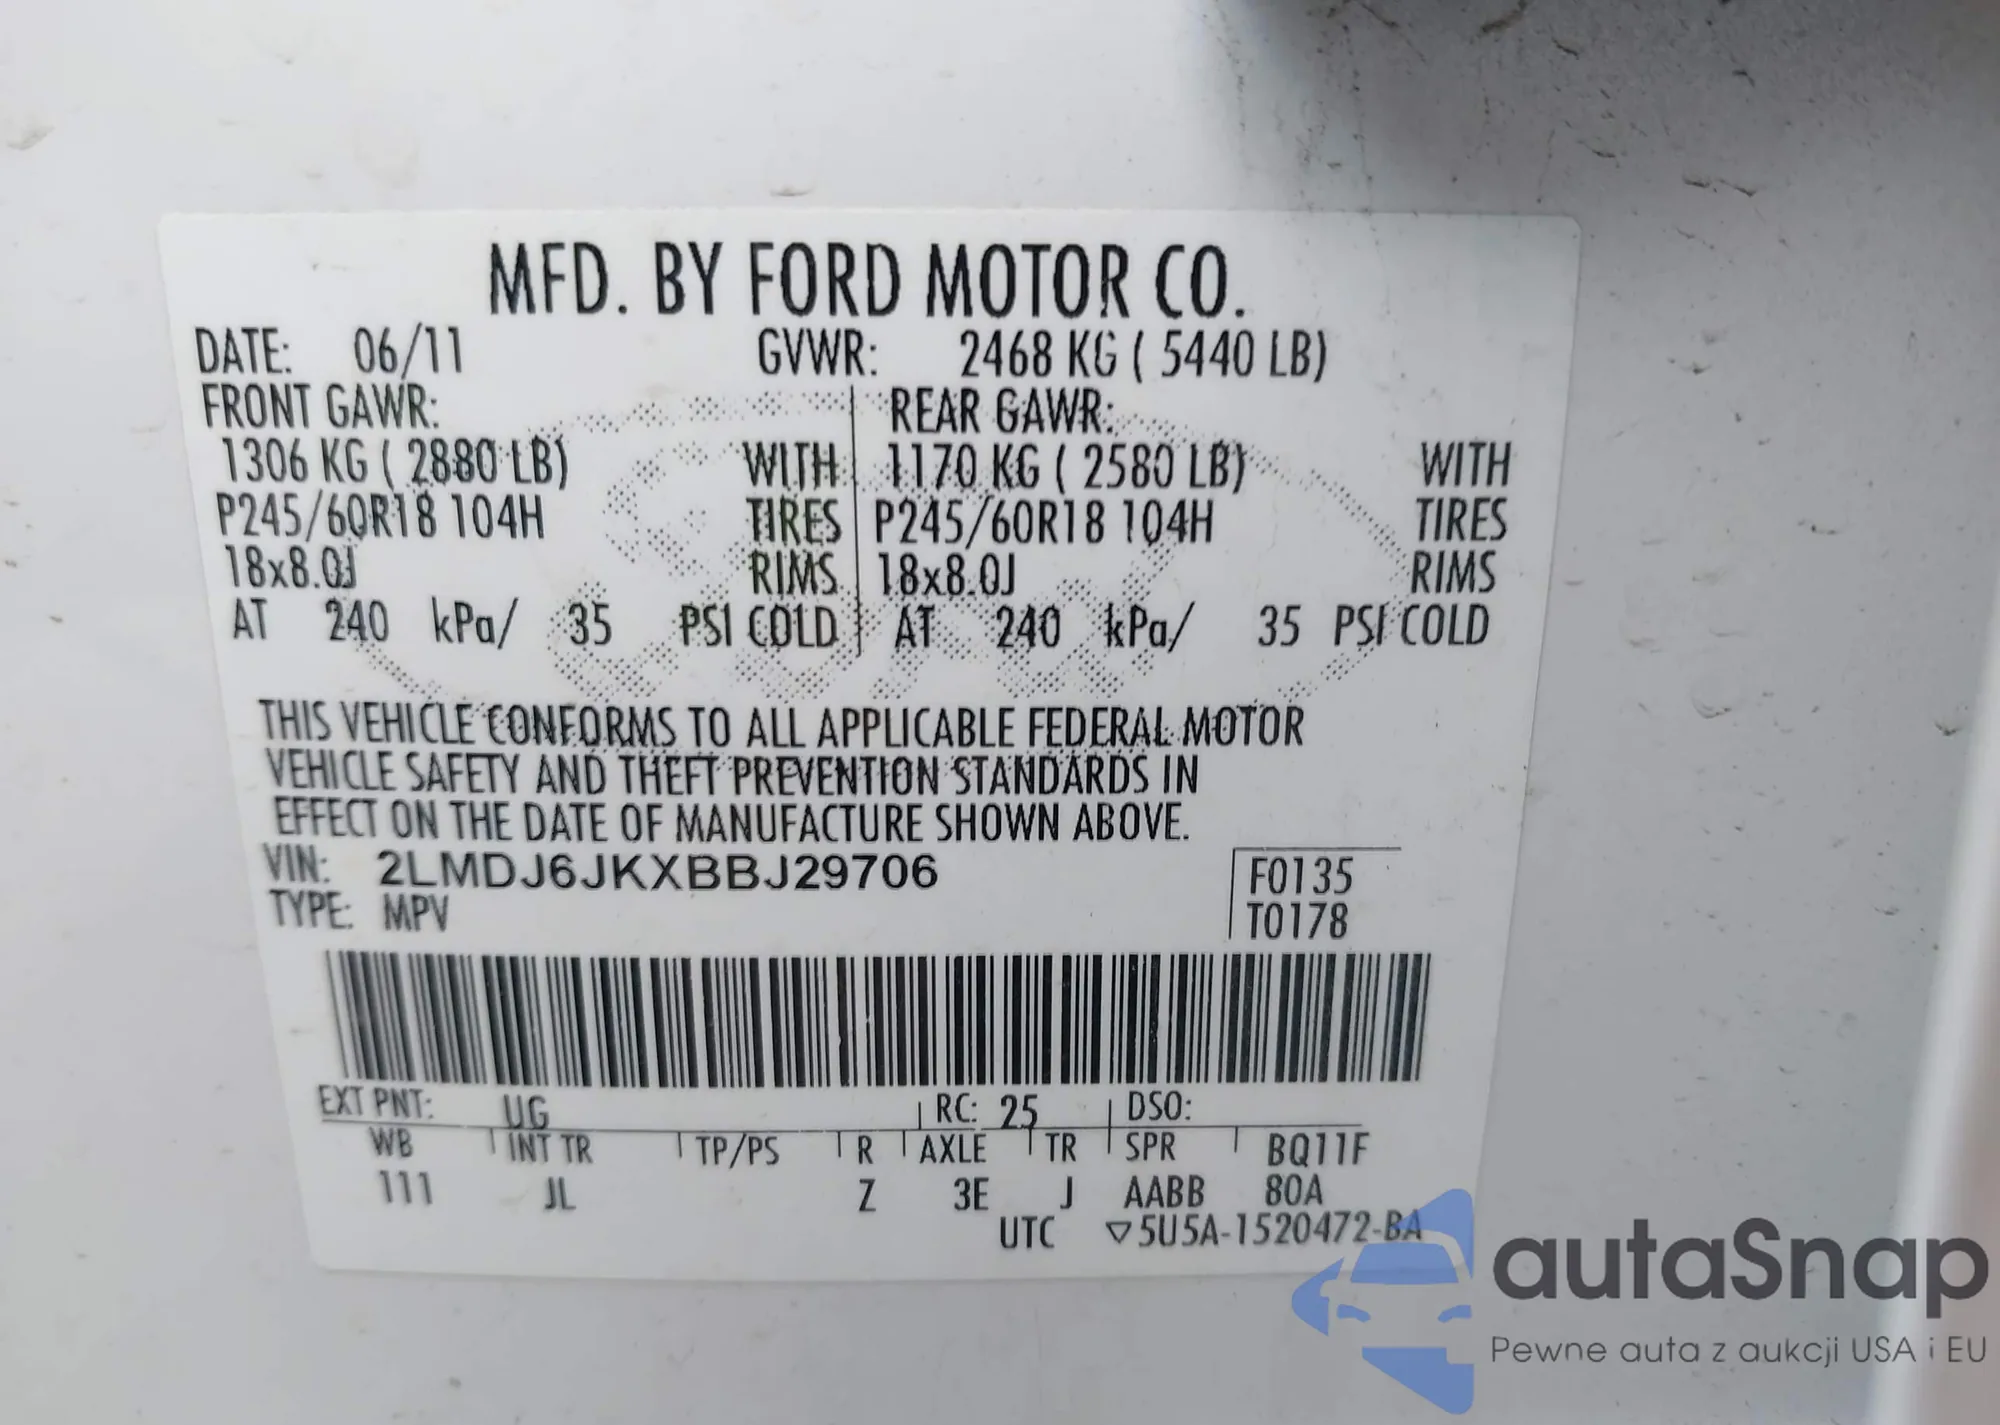 MFD. BY FORD MOTOR CO.
DATE: 06/11 GVWR: 2468 KG ( 5440 LB)
FRONT GAWR: REAR GAWR:
1306 KG ( 2880 LB) WITH 1170 KG ( 2580 LB) WITH
P245/60R18 104H TIRES P245/60R18 104H TIRES
18x8.0J RIMS 18x8.0J RIMS
AT 240 kPa/ 35 PSI COLD AT 240 kPa/ 35 PSI COLD
THIS VEHICLE CONFORMS TO ALL APPLICABLE FEDERAL MOTOR
VEHICLE SAFETY AND THEFT PREVENTION STANDARDS IN
EFFECT ON THE DATE OF MANUFACTURE SHOWN ABOVE.
VIN: 2LMDJ6JKXBBJ29706 F0135
TYPE: MPV T0178
EXT PNT: UG RC: 25 DSO:
WB INT TR TP/PS R AXLE TR SPR BQ11F
111 JL Z 3E J AABB 80A
UTC ▽5U5A-1520472-BA
autaSnap
Pewne auta z aukcji USA i EU